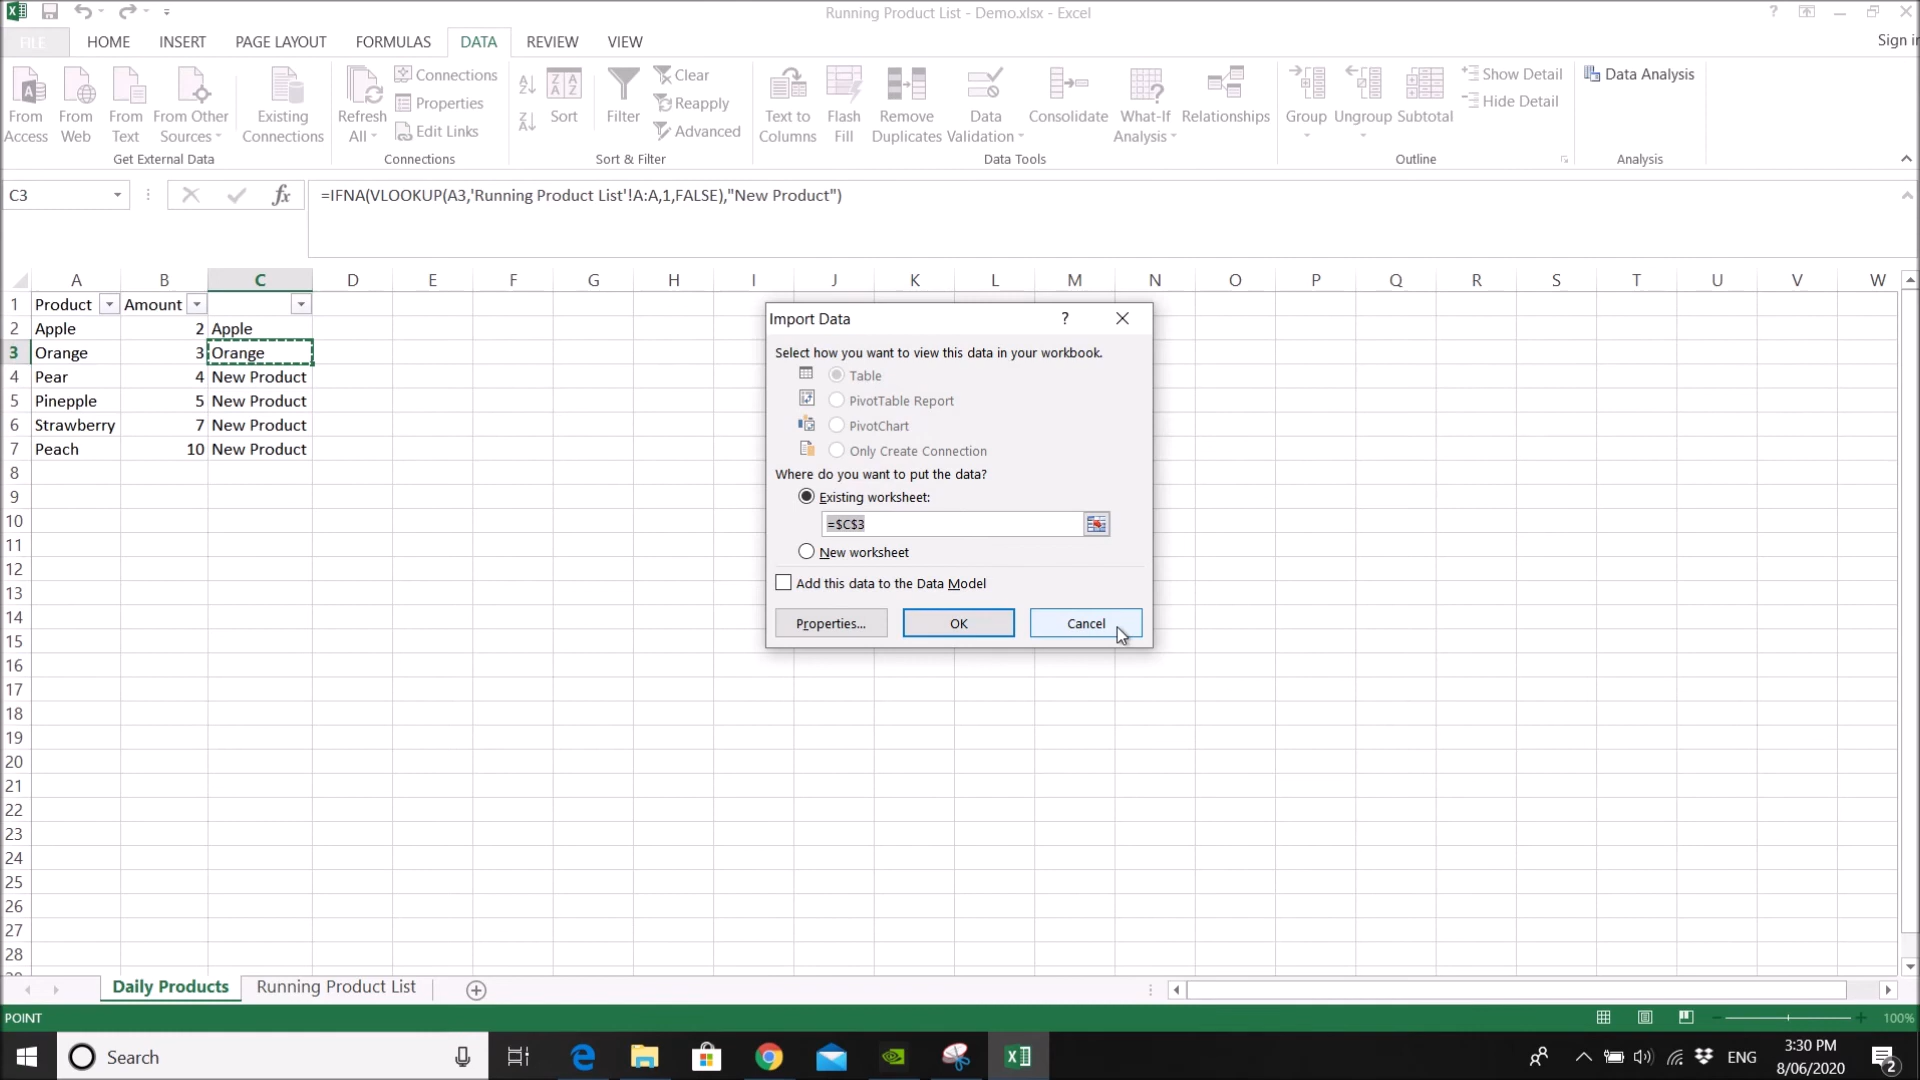 Running Product List - Demo.xlsx - Excel
FILE HOME INSERT PAGE LAYOUT FORMULAS DATA REVIEW VIEW
From Access
From Web
From Text
From Other Sources
Existing Connections
Get External Data
Refresh All
Connections
Properties
Edit Links
Connections
Sort
Filter
Clear
Reapply
Advanced
Sort & Filter
Text to Columns
Flash Fill
Remove Duplicates
Data Validation
Consolidate
What-If Analysis
Relationships
Data Tools
Group
Ungroup
Subtotal
Show Detail
Hide Detail
Outline
Data Analysis
Analysis
C3 fx =IFNA(VLOOKUP(A3,'Running Product List'!A:A,1,FALSE),"New Product")
A B C D E F G H I J K L M N O P Q R S T U V W
1 Product Amount
2 Apple 2 Apple
3 Orange 3 Orange
4 Pear 4 New Product
5 Pinepple 5 New Product
6 Strawberry 7 New Product
7 Peach 10 New Product
8
9
10
11
12
13
14
15
16
17
18
19
20
21
22
23
24
25
26
27
28
Import Data ?
Select how you want to view this data in your workbook.
Table
PivotTable Report
PivotChart
Only Create Connection
Where do you want to put the data?
Existing worksheet:
=$C$3
New worksheet
Add this data to the Data Model
Properties... OK Cancel
Daily Products Running Product List
POINT 100%
Search ENG 3:30 PM
8/06/2020 2